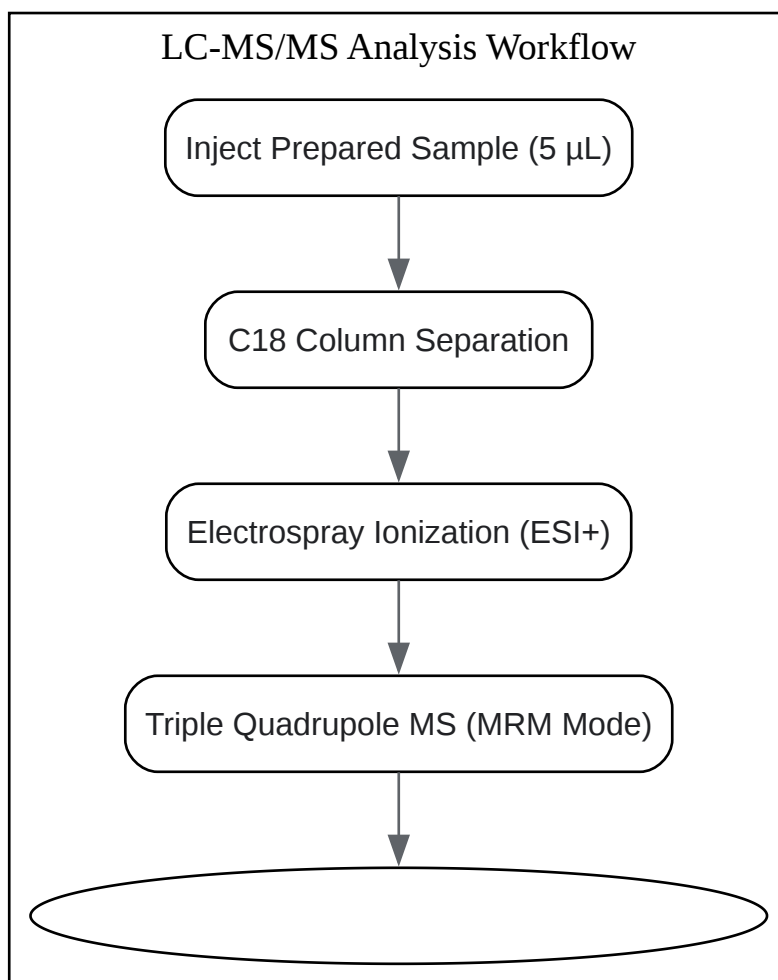 LC-MS/MS Analysis Workflow
Inject Prepared Sample (5 µL)
C18 Column Separation
Electrospray Ionization (ESI+)
Triple Quadrupole MS (MRM Mode)